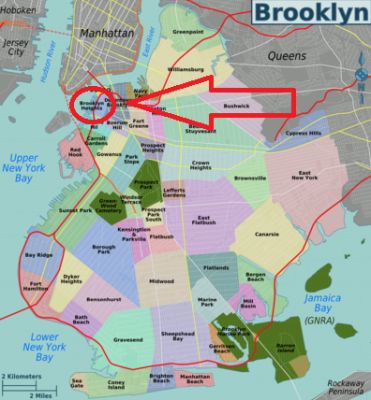 Brooklyn
Hoboken
Manhattan
Jersey
City
Hudson River
East River
Greenpoint
Queens
Williamsburg
Navy
Brooklyn
Heights
Bushwick
Fort
Greene
Boerum
Hill
Stuyvesant
Cypress Hills
Carroll
Gardens
Gowanus
Prospect
Heights
Red
Hook
Park
Slope
Crown
Heights
East
New York
Upper
New York
Bay
Prospect
Park
Brownsville
Lefferts
Gardens
Green-
Wood
Cemetery
Windsor
Terrace
Sunset Park
Prospect
Park
South
East
Flatbush
Kensington
& Parkville
Flatbush
Canarsie
Borough
Park
Bay Ridge
Flatlands
Dyker
Heights
Midwood
Bergen
Beach
Fort
Hamilton
Bensonhurst
Marine
Park
Mill
Basin
Jamaica
Bay
(GNRA)
Bath
Beach
Lower
New York
Bay
Gravesend
Sheepshead
Bay
Gerritsen
Beach
Barren
Island
Rockaway
Peninsula
2 Kilometers
2 Miles
Sea
Gate
Coney
Island
Brighton
Beach
Manhattan
Beach